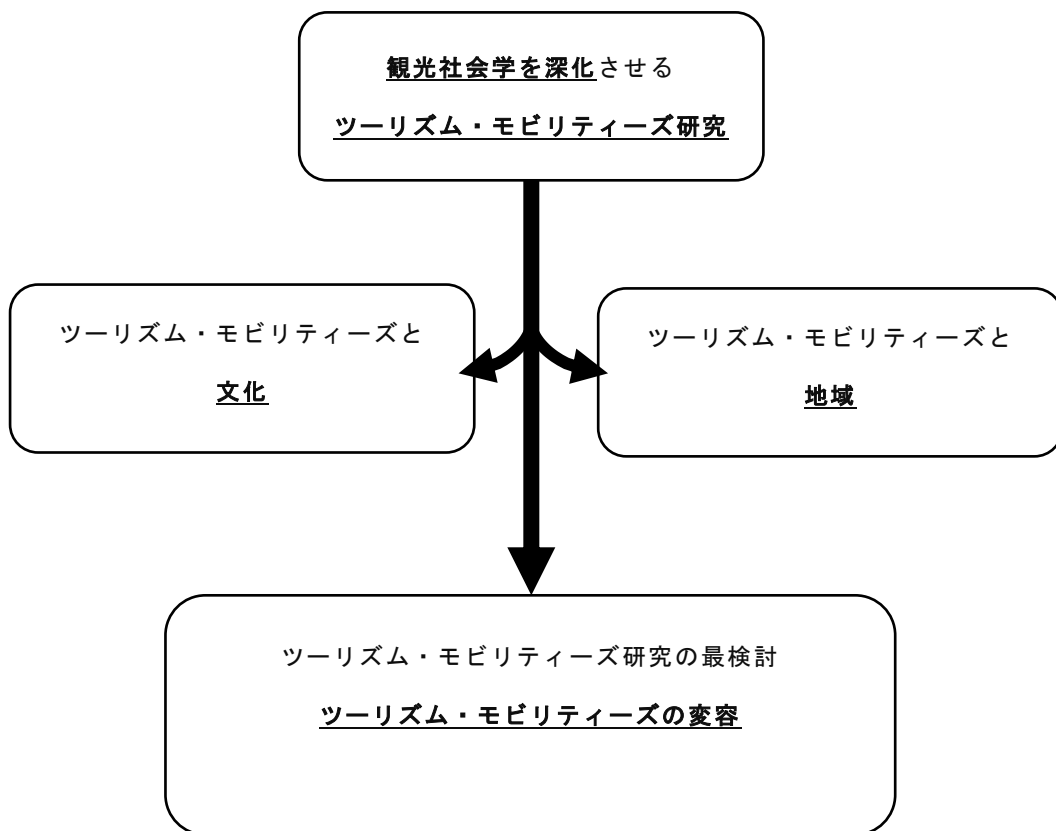 観光社会学を深化させる
ツーリズム・モビリティーズ研究
ツーリズム・モビリティーズと
文化
ツーリズム・モビリティーズと
地域
ツーリズム・モビリティーズ研究の最検討
ツーリズム・モビリティーズの変容